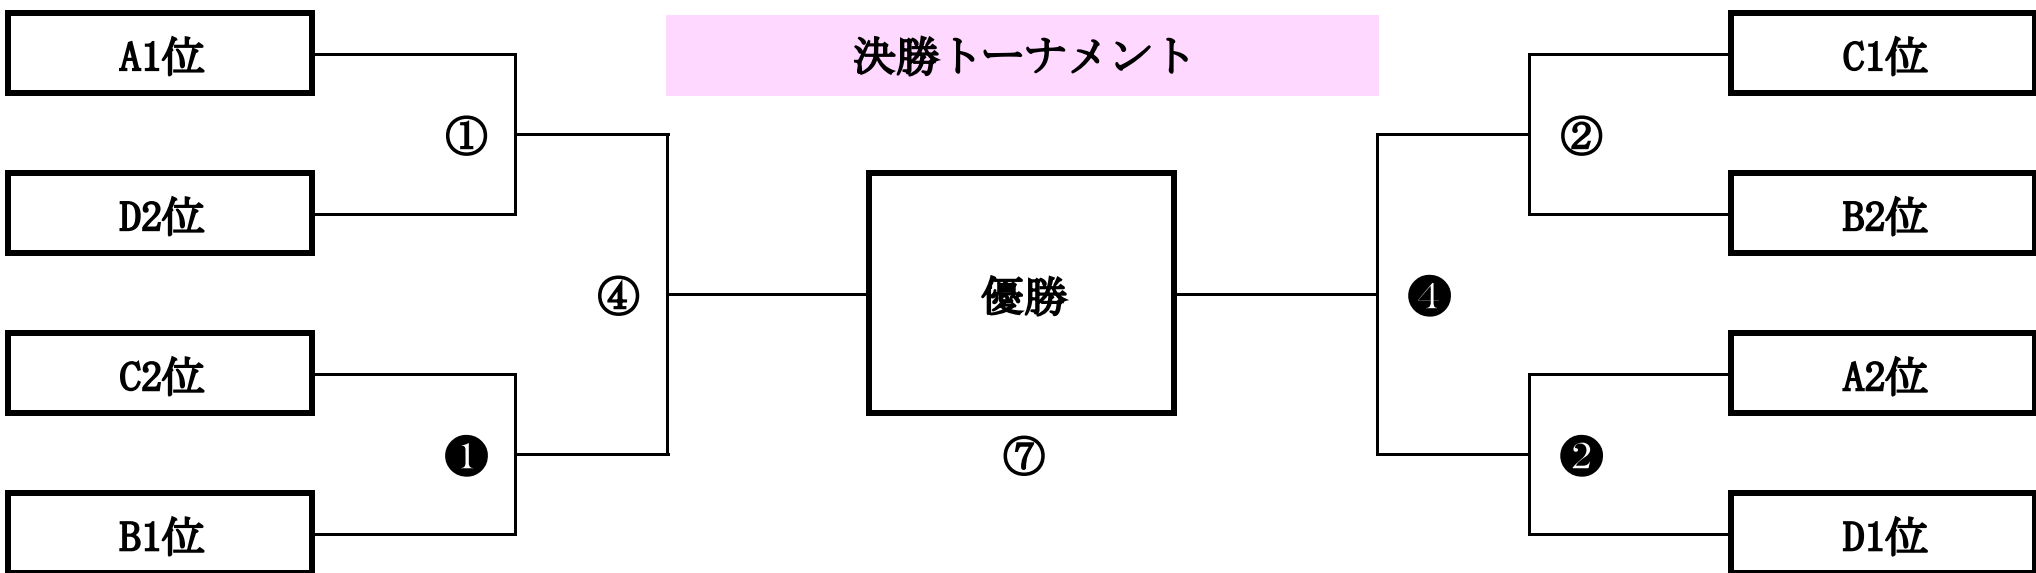 決勝トーナメント
A1位
C1位
①
②
D2位
B2位
④
優勝
❹
C2位
A2位
❶
⑦
❷
B1位
D1位